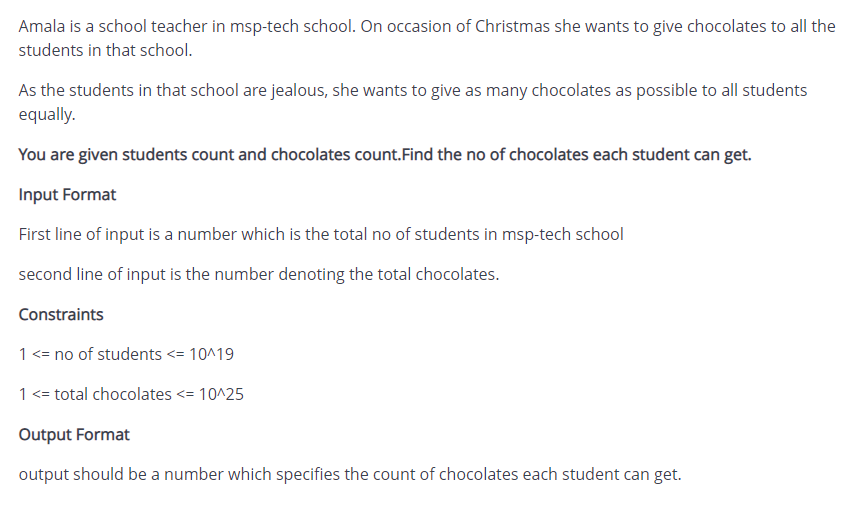 Amala is a school teacher in msp-tech school. On occasion of Christmas she wants to give chocolates to all the
students in that school.
As the students in that school are jealous, she wants to give as many chocolates as possible to all students
equally.
You are given students count and chocolates count.Find the no of chocolates each student can get.
Input Format
First line of input is a number which is the total no of students in msp-tech school
second line of input is the number denoting the total chocolates.
Constraints
1 <= no of students <= 10^19
1 <= total chocolates <= 10^25
Output Format
output should be a number which specifies the count of chocolates each student can get.